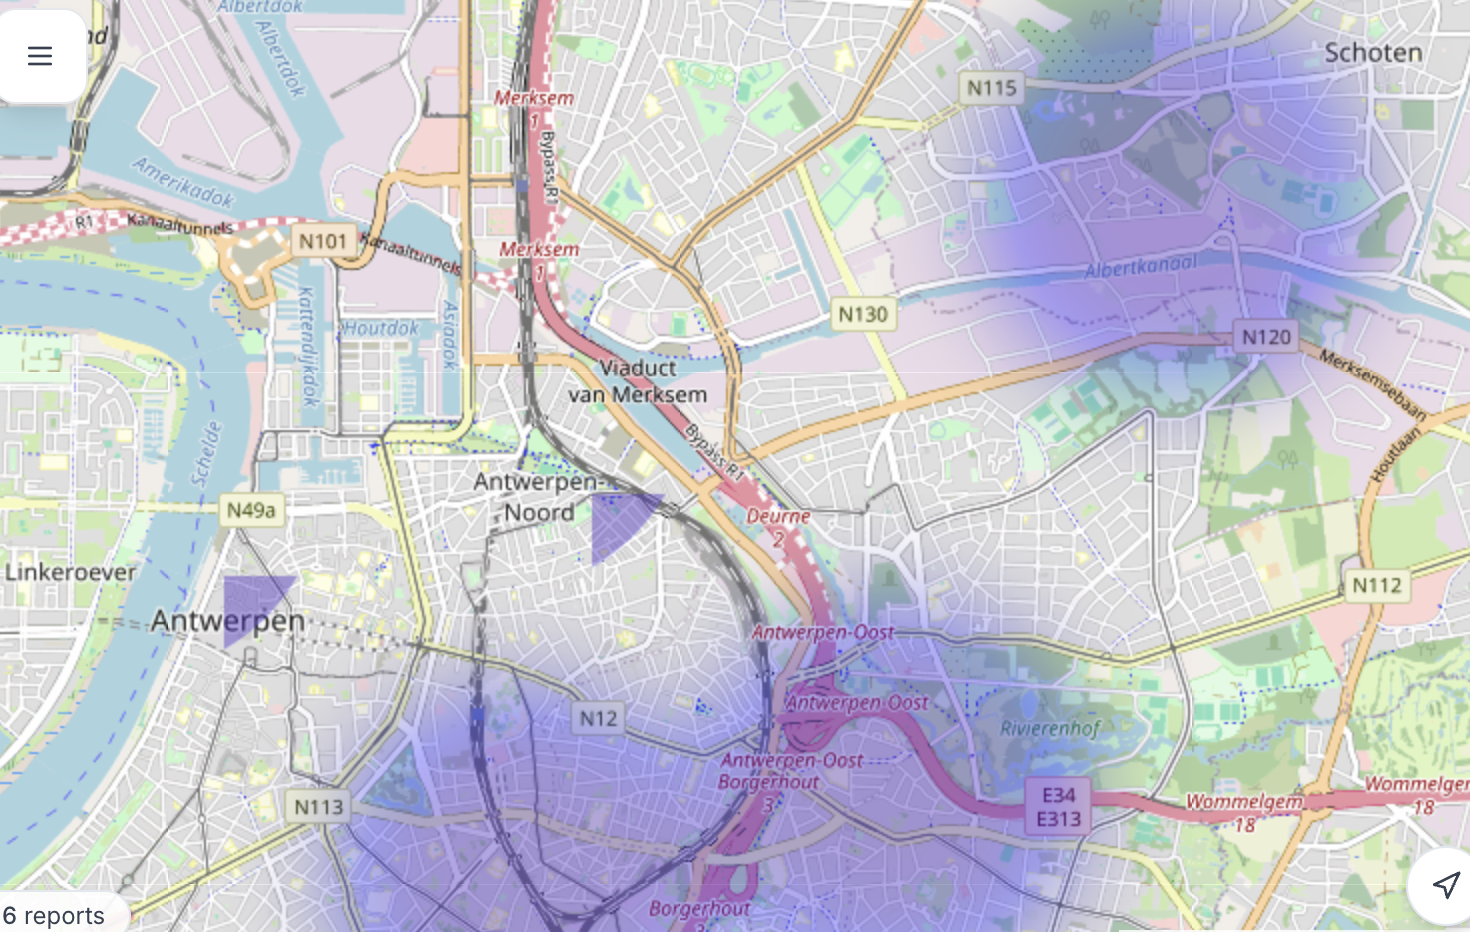 Albertdok
nd
Albertdok
Schoten
N115
Merksem
1
Bypass R1
Amerikadok
R1
Kanaaltunnels
N101
Kanaaltunnels
Merksem
1
Albertkanaal
Kattendijkdok
Houtdok
Asiadok
N130
N120
Merksemsebaan
Viaduct
van Merksem
Bypass R1
Houtlaan
Schelde
Antwerpen-
Noord
N49a
Deurne
2
Linkeroever
N112
Antwerpen
Antwerpen-Oost
Antwerpen-Oost
N12
Rivierenhof
Antwerpen-Oost
Borgerhout
3
N113
E34
E313
Wommelgem
18
Wommelgem
18
6 reports
Borgerhout